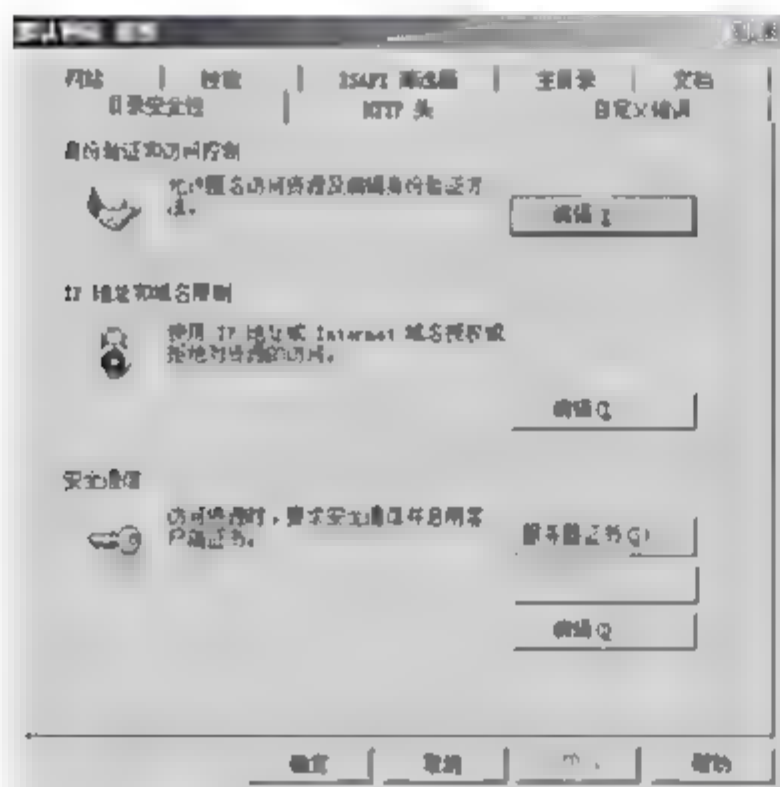 默认网站 属性
网站 性能 ISAPI 筛选器 主目录 文档
目录安全性 HTTP 头 自定义错误
身份验证和访问控制
允许匿名访问资源及编辑身份验证方
法。
编辑
IP 地址和域名限制
使用 IP 地址或 Internet 域名授权或
拒绝对资源的访问。
编辑
安全通信
访问资源时，要求安全通信并启用客
户端证书。
服务器证书(S)
编辑
确定 取消 帮助